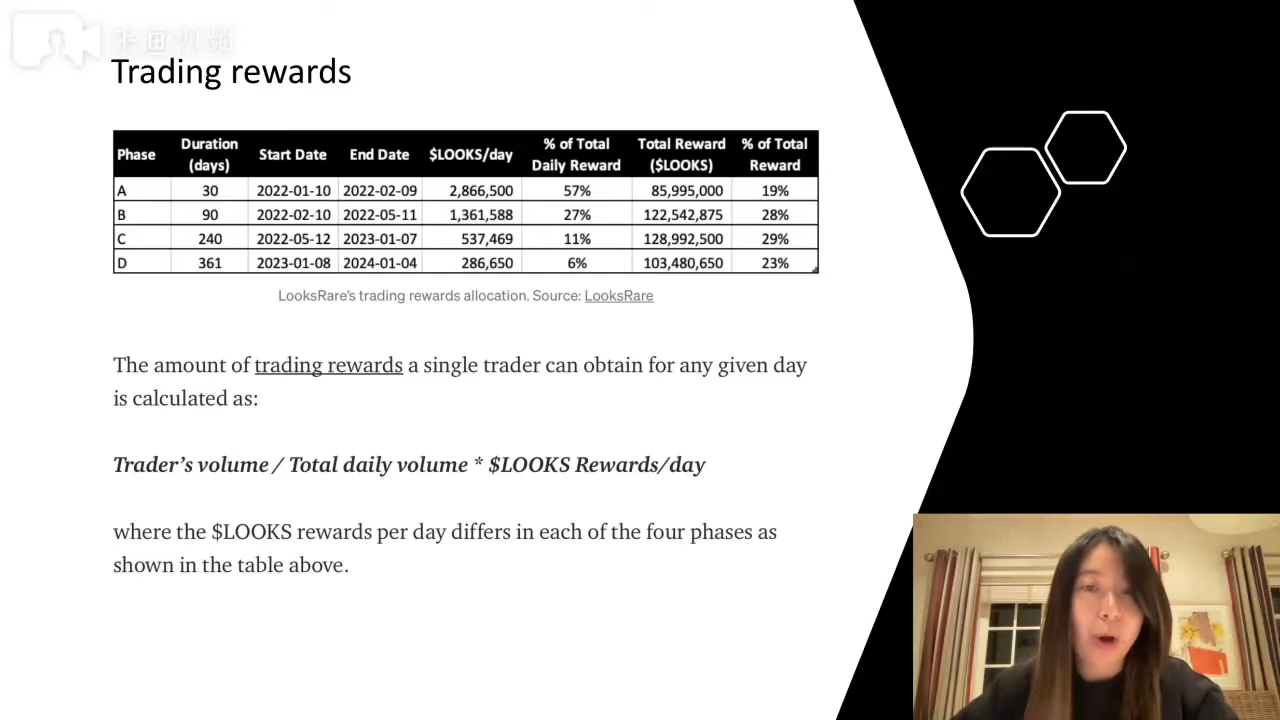 来画视频
Trading rewards
Phase Duration (days) Start Date End Date $LOOKS/day % of Total Daily Reward Total Reward ($LOOKS) % of Total Reward
A 30 2022-01-10 2022-02-09 2,866,500 57% 85,995,000 19%
B 90 2022-02-10 2022-05-11 1,361,588 27% 122,542,875 28%
C 240 2022-05-12 2023-01-07 537,469 11% 128,992,500 29%
D 361 2023-01-08 2024-01-04 286,650 6% 103,480,650 23%
LooksRare's trading rewards allocation. Source: LooksRare
The amount of trading rewards a single trader can obtain for any given day
is calculated as:
Trader's volume / Total daily volume * $LOOKS Rewards/day
where the $LOOKS rewards per day differs in each of the four phases as
shown in the table above.